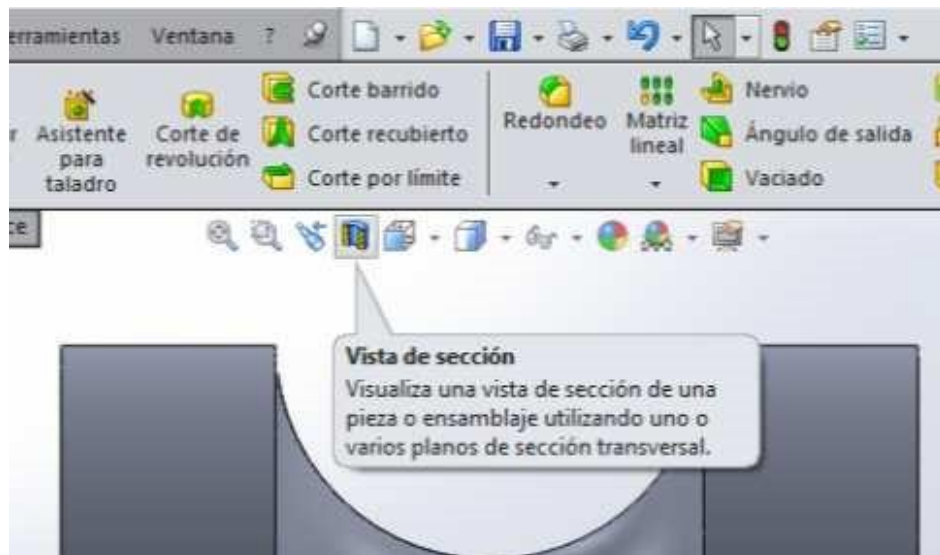 Ventana ?
Asistente para taladro
Corte de revolución
Corte barrido
Corte recubierto
Corte por límite
Redondeo
Matriz lineal
Nervio
Ángulo de salida
Vaciado
Vista de sección
Visualiza una vista de sección de una
pieza o ensamblaje utilizando uno o
varios planos de sección transversal.